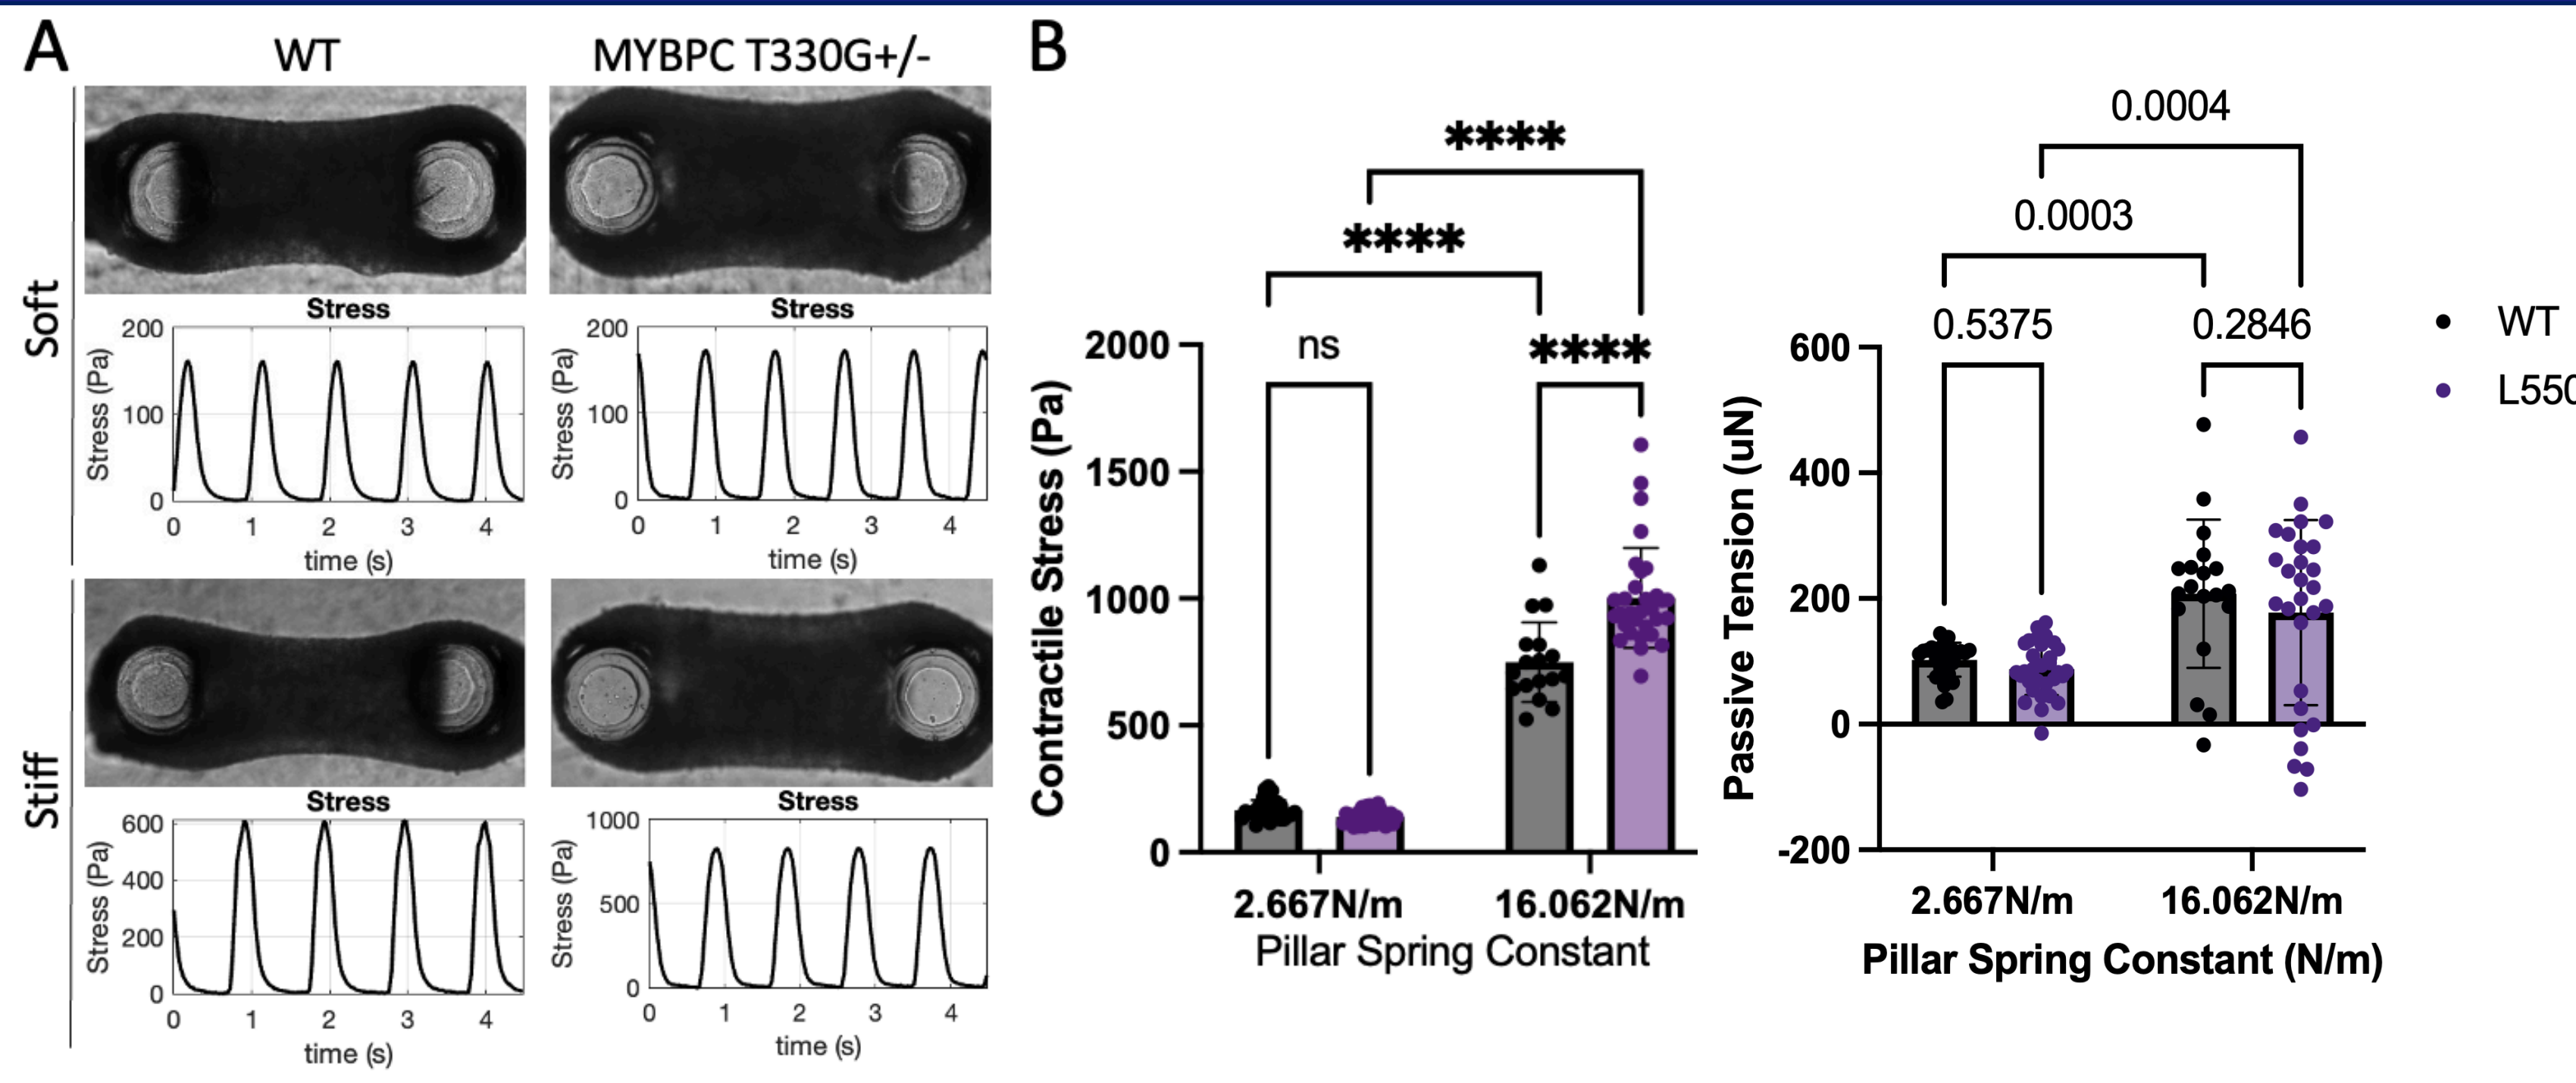 A
WT
MYBPC T330G+/-
Soft
Stress
Stress (Pa)
200
100
0
0 1 2 3 4
time (s)
Stress
Stress (Pa)
200
100
0
0 1 2 3 4
time (s)
Stiff
Stress
Stress (Pa)
600
400
200
0
0 1 2 3 4
time (s)
Stress
Stress (Pa)
1000
500
0
0 1 2 3 4
time (s)
B
****
****
ns
****
Contractile Stress (Pa)
2000
1500
1000
500
0
2.667N/m 16.062N/m
Pillar Spring Constant
0.0004
0.0003
0.5375 0.2846
Passive Tension (uN)
600
400
200
0
-200
2.667N/m 16.062N/m
Pillar Spring Constant (N/m)
WT
L550